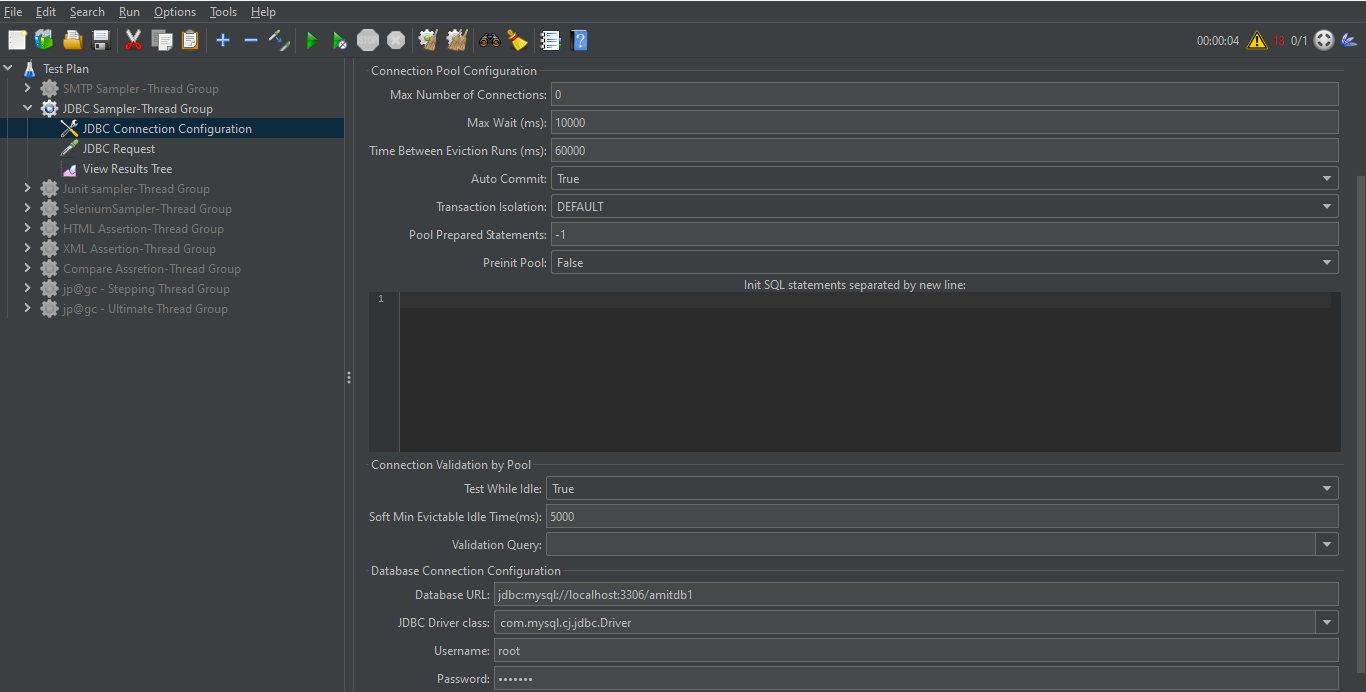 File Edit Search Run Options Tools Help
00:00:04 13 0/1
Test Plan
SMTP Sampler -Thread Group
JDBC Sampler-Thread Group
JDBC Connection Configuration
JDBC Request
View Results Tree
Junit sampler-Thread Group
SeleniumSampler-Thread Group
HTML Assertion-Thread Group
XML Assertion-Thread Group
Compare Assretion-Thread Group
jp@gc - Stepping Thread Group
jp@gc - Ultimate Thread Group
Connection Pool Configuration
Max Number of Connections: 0
Max Wait (ms): 10000
Time Between Eviction Runs (ms): 60000
Auto Commit: True
Transaction Isolation: DEFAULT
Pool Prepared Statements: -1
Preinit Pool: False
Init SQL statements separated by new line:
1
Connection Validation by Pool
Test While Idle: True
Soft Min Evictable Idle Time(ms): 5000
Validation Query:
Database Connection Configuration
Database URL: jdbc:mysql://localhost:3306/amitdb1
JDBC Driver class: com.mysql.cj.jdbc.Driver
Username: root
Password: •••••••